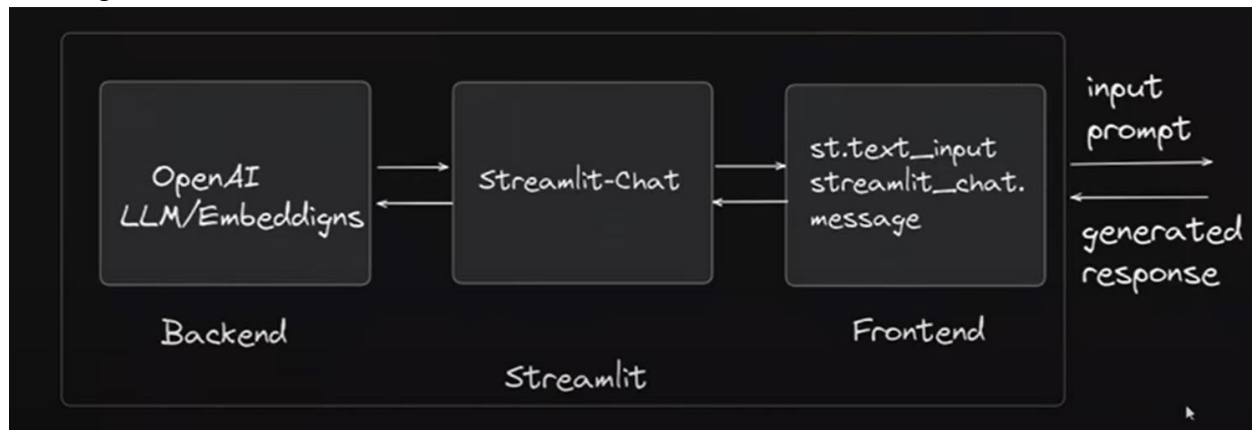 OpenAI
LLM/Embeddigns
Backend
Streamlit-Chat
st.text_input
streamlit_chat.
message
Frontend
Streamlit
input
prompt
generated
response